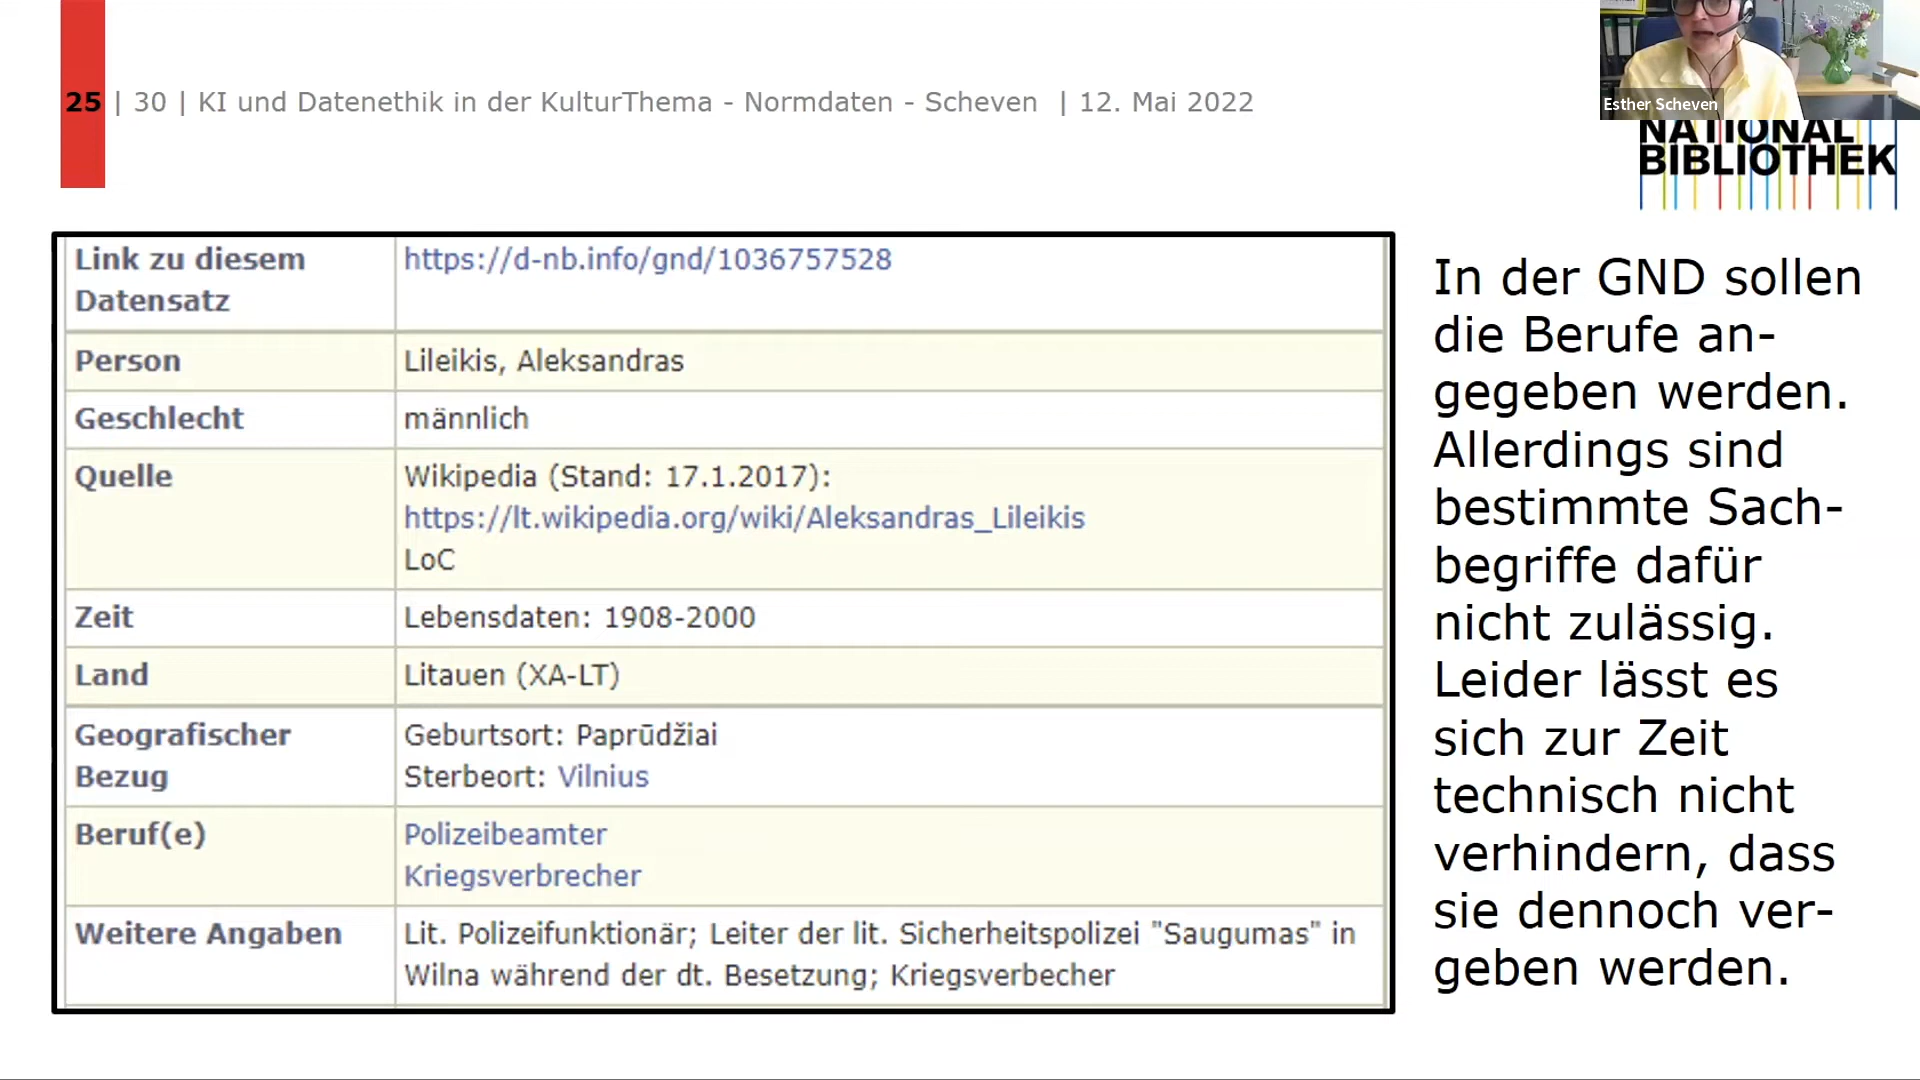 25 | 30 | KI und Datenethik in der KulturThema - Normdaten - Scheven | 12. Mai 2022
Esther Scheven
NATIONAL
BIBLIOTHEK
Link zu diesem
Datensatz
https://d-nb.info/gnd/1036757528
Person
Lileikis, Aleksandras
Geschlecht
männlich
Quelle
Wikipedia (Stand: 17.1.2017):
https://lt.wikipedia.org/wiki/Aleksandras_Lileikis
LoC
Zeit
Lebensdaten: 1908-2000
Land
Litauen (XA-LT)
Geografischer
Bezug
Geburtsort: Paprūdžiai
Sterbeort: Vilnius
Beruf(e)
Polizeibeamter
Kriegsverbrecher
Weitere Angaben
Lit. Polizeifunktionär; Leiter der lit. Sicherheitspolizei "Saugumas" in
Wilna während der dt. Besetzung; Kriegsverbecher
In der GND sollen
die Berufe an-
gegeben werden.
Allerdings sind
bestimmte Sach-
begriffe dafür
nicht zulässig.
Leider lässt es
sich zur Zeit
technisch nicht
verhindern, dass
sie dennoch ver-
geben werden.